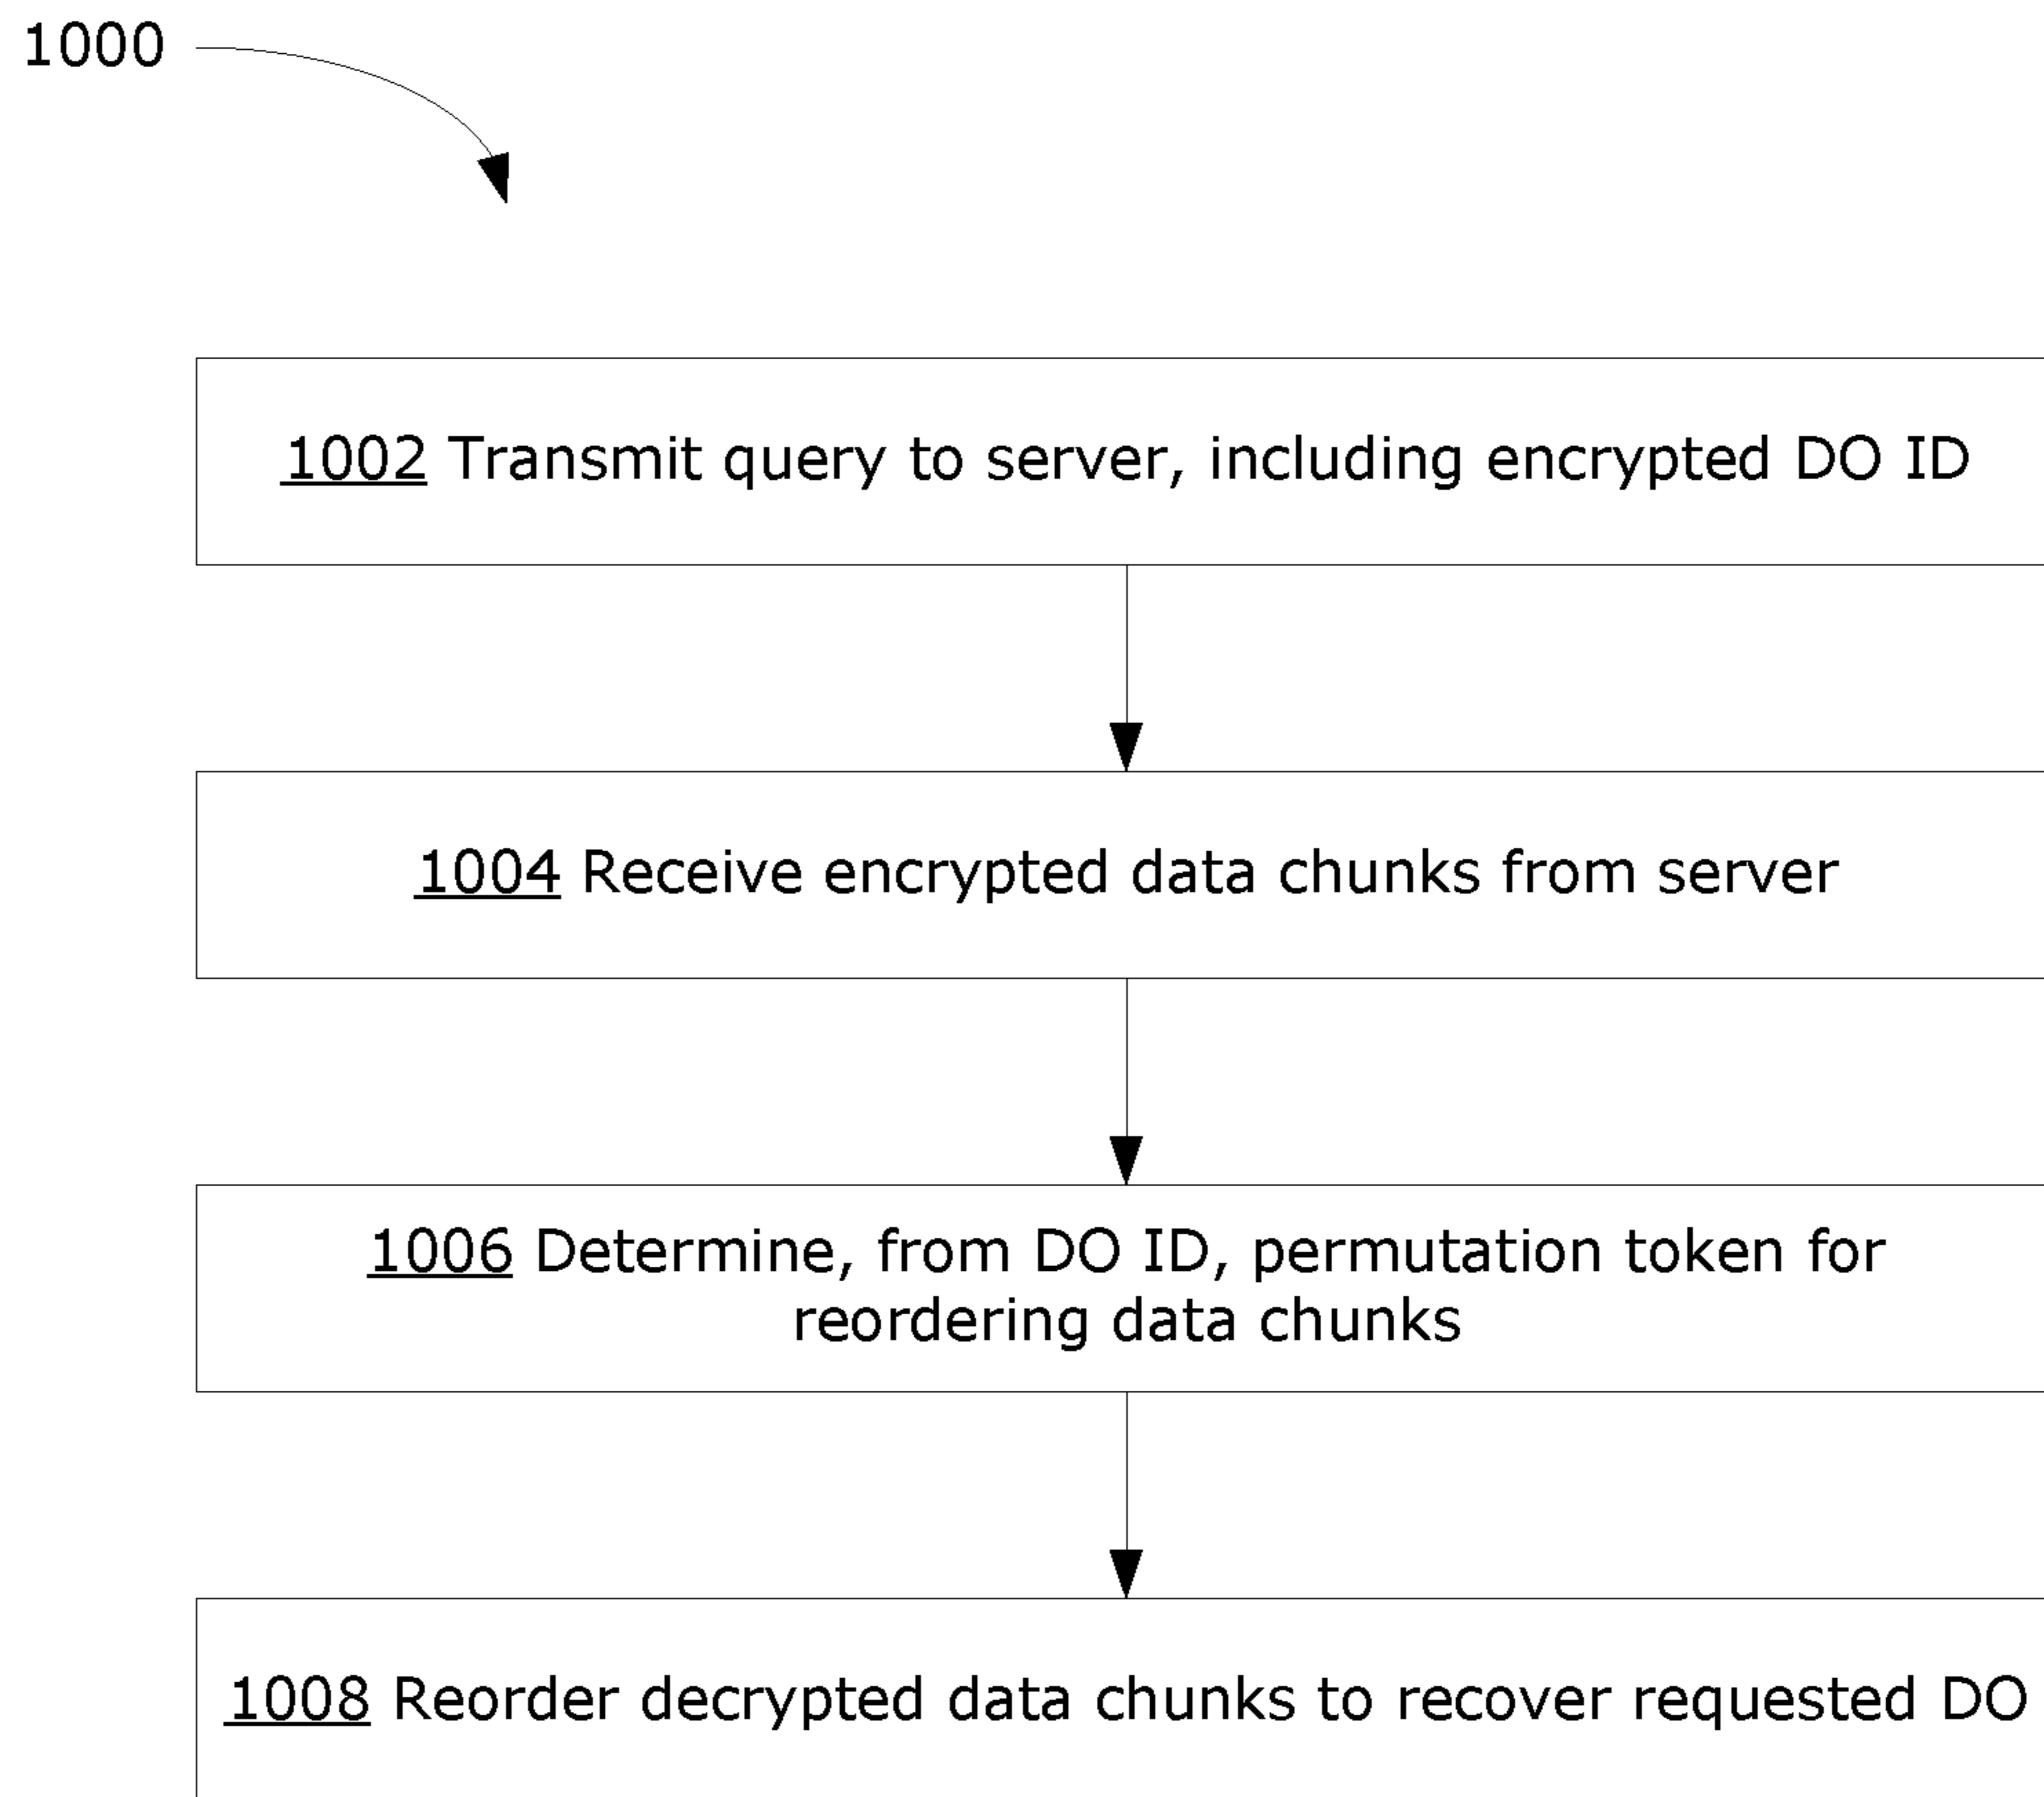 1000
1002 Transmit query to server, including encrypted DO ID
1004 Receive encrypted data chunks from server
1006 Determine, from DO ID, permutation token for
reordering data chunks
1008 Reorder decrypted data chunks to recover requested DO